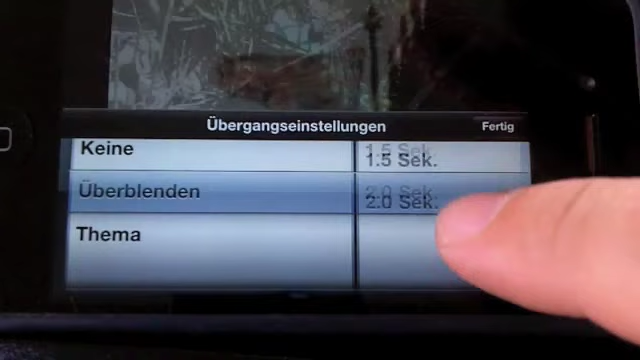 Übergangseinstellungen
Fertig
Keine
1.5 Sek.
Überblenden
2.0 Sek.
Thema